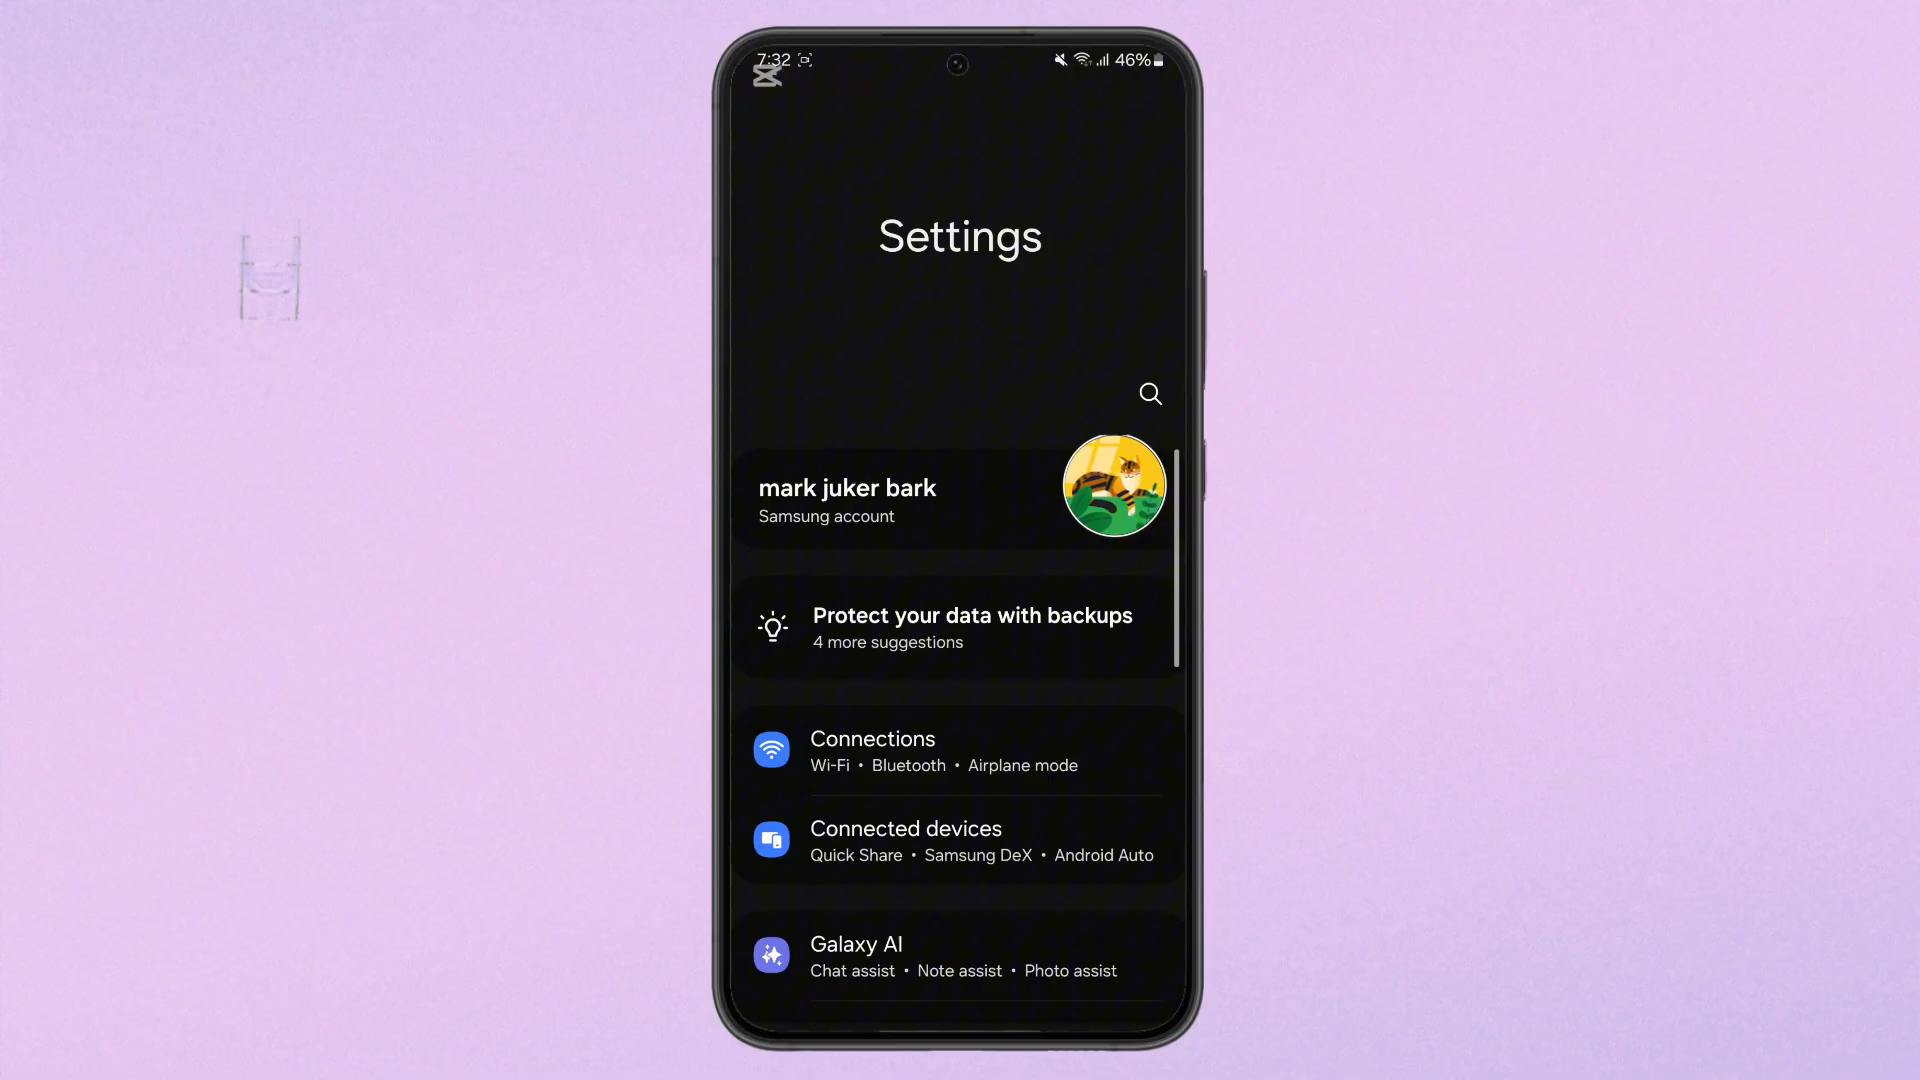 7:32 46%
Settings
mark juker bark
Samsung account
Protect your data with backups
4 more suggestions
Connections
Wi-Fi • Bluetooth • Airplane mode
Connected devices
Quick Share • Samsung DeX • Android Auto
Galaxy AI
Chat assist • Note assist • Photo assist